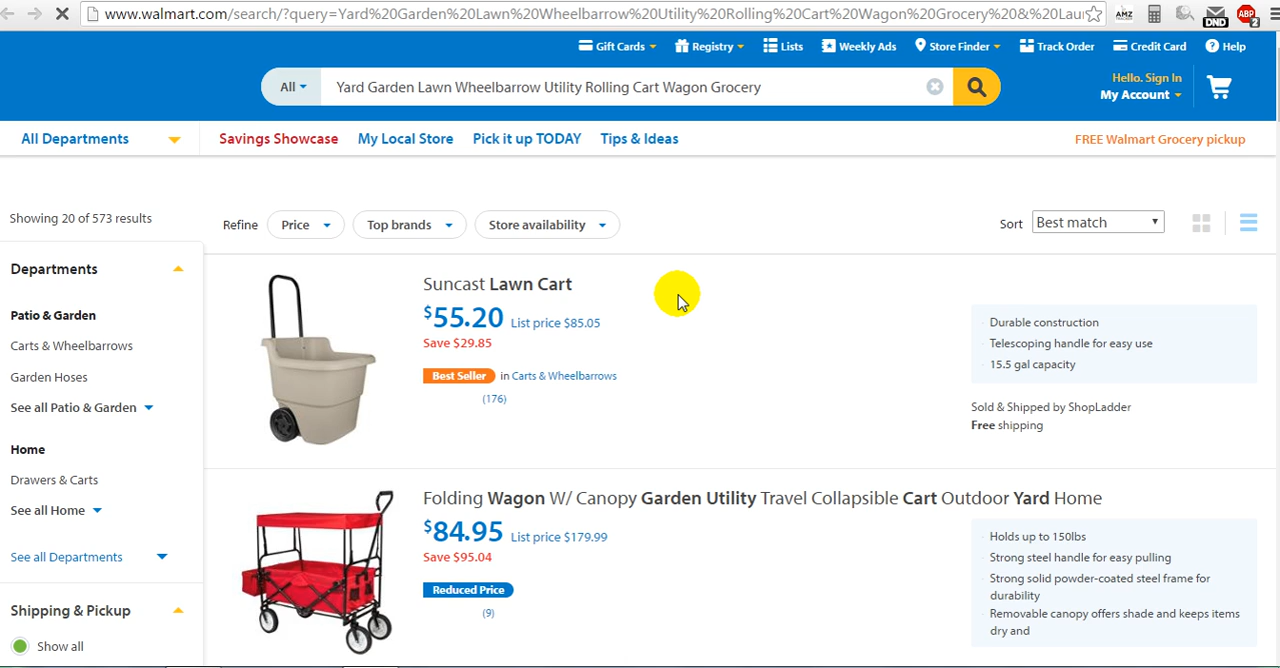 www.walmart.com/search/?query=Yard%20Garden%20Lawn%20Wheelbarrow%20Utility%20Rolling%20Cart%20Wagon%20Grocery%20&%20Lau
AMZ
DND
ABP
2
Gift Cards
Registry
Lists
Weekly Ads
Store Finder
Track Order
Credit Card
Help
All
Yard Garden Lawn Wheelbarrow Utility Rolling Cart Wagon Grocery
Hello. Sign In
My Account
All Departments
Savings Showcase
My Local Store
Pick it up TODAY
Tips & Ideas
FREE Walmart Grocery pickup
Showing 20 of 573 results
Refine
Price
Top brands
Store availability
Sort
Best match
Departments
Patio & Garden
Carts & Wheelbarrows
Garden Hoses
See all Patio & Garden
Home
Drawers & Carts
See all Home
See all Departments
Shipping & Pickup
Show all
Suncast Lawn Cart
$55.20 List price $85.05
Save $29.85
Best Seller in Carts & Wheelbarrows
(176)
Durable construction
Telescoping handle for easy use
15.5 gal capacity
Sold & Shipped by ShopLadder
Free shipping
Folding Wagon W/ Canopy Garden Utility Travel Collapsible Cart Outdoor Yard Home
$84.95 List price $179.99
Save $95.04
Reduced Price
(9)
Holds up to 150lbs
Strong steel handle for easy pulling
Strong solid powder-coated steel frame for
durability
Removable canopy offers shade and keeps items
dry and